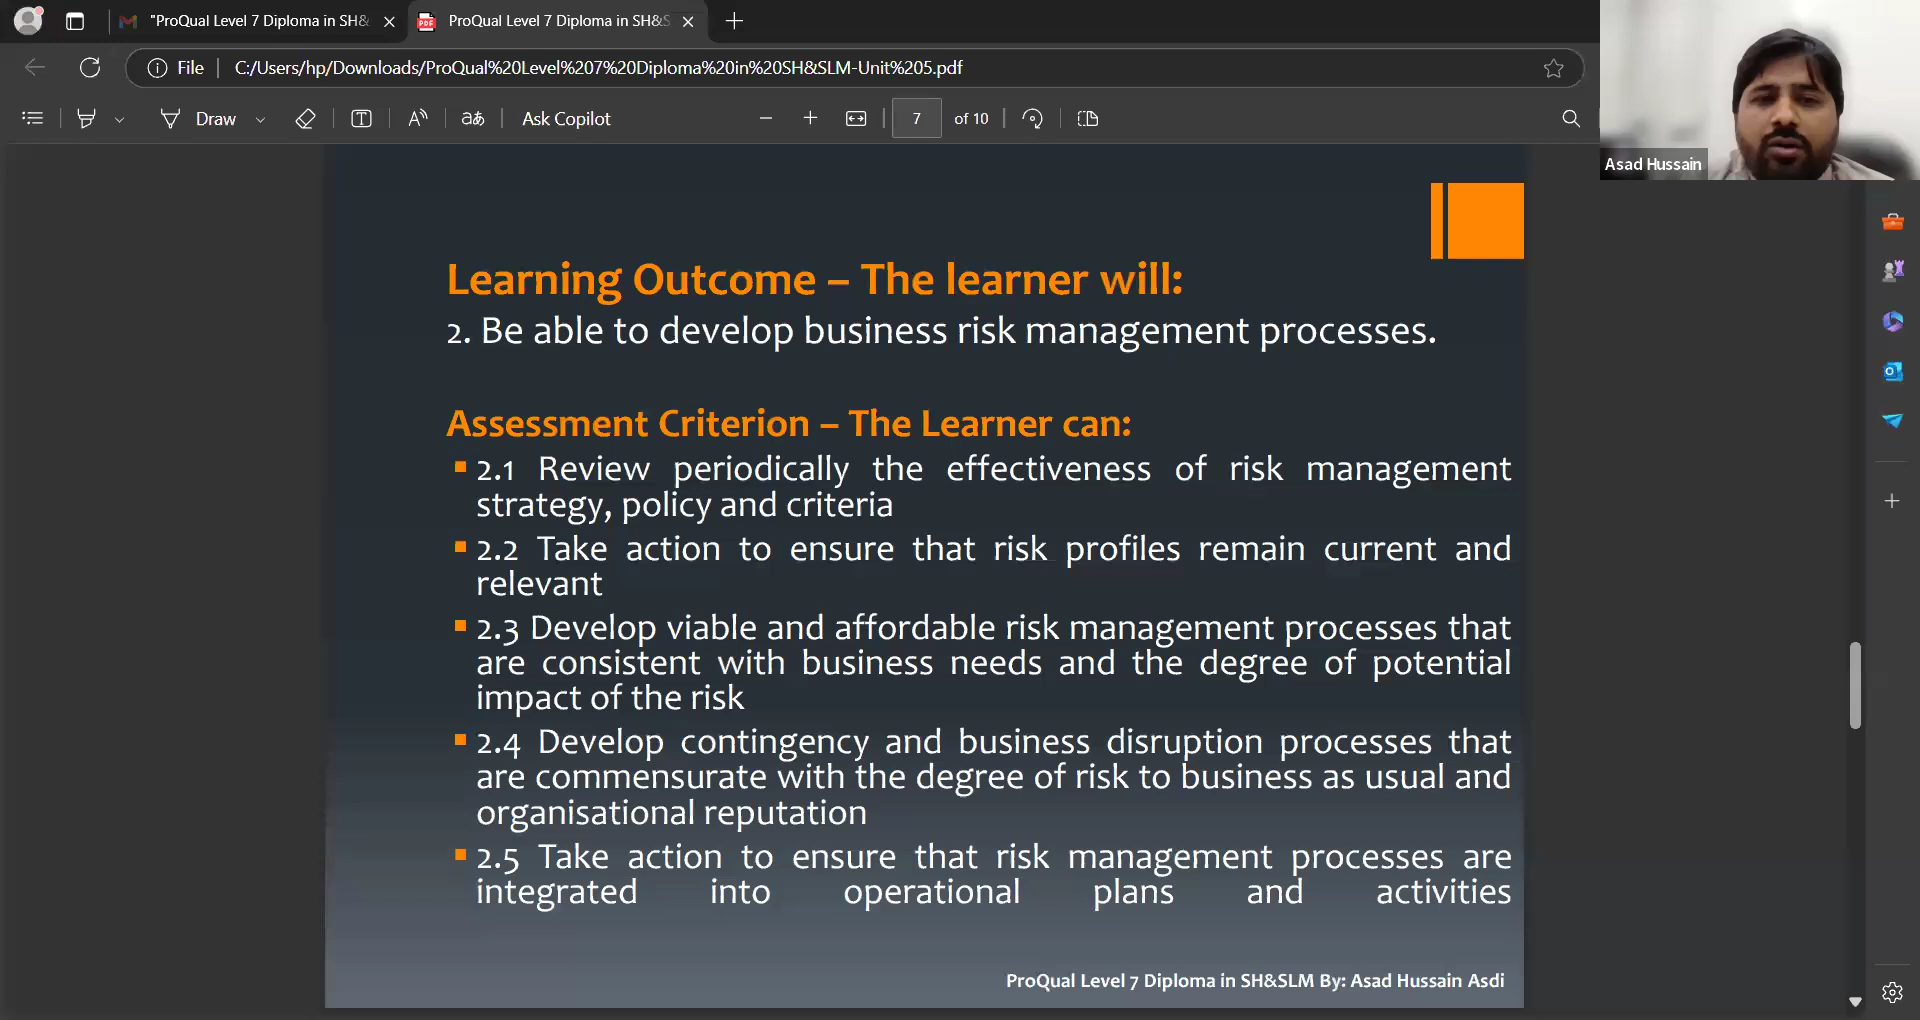 "ProQual Level 7 Diploma in SH&
ProQual Level 7 Diploma in SH&S
File
C:/Users/hp/Downloads/ProQual%20Level%207%20Diploma%20in%20SH&SLM-Unit%205.pdf
Draw
Ask Copilot
7
of 10
Asad Hussain
Learning Outcome – The learner will:
2. Be able to develop business risk management processes.
Assessment Criterion – The Learner can:
2.1 Review periodically the effectiveness of risk management
strategy, policy and criteria
2.2 Take action to ensure that risk profiles remain current and
relevant
2.3 Develop viable and affordable risk management processes that
are consistent with business needs and the degree of potential
impact of the risk
2.4 Develop contingency and business disruption processes that
are commensurate with the degree of risk to business as usual and
organisational reputation
2.5 Take action to ensure that risk management processes are
integrated into operational plans and activities
ProQual Level 7 Diploma in SH&SLM By: Asad Hussain Asdi